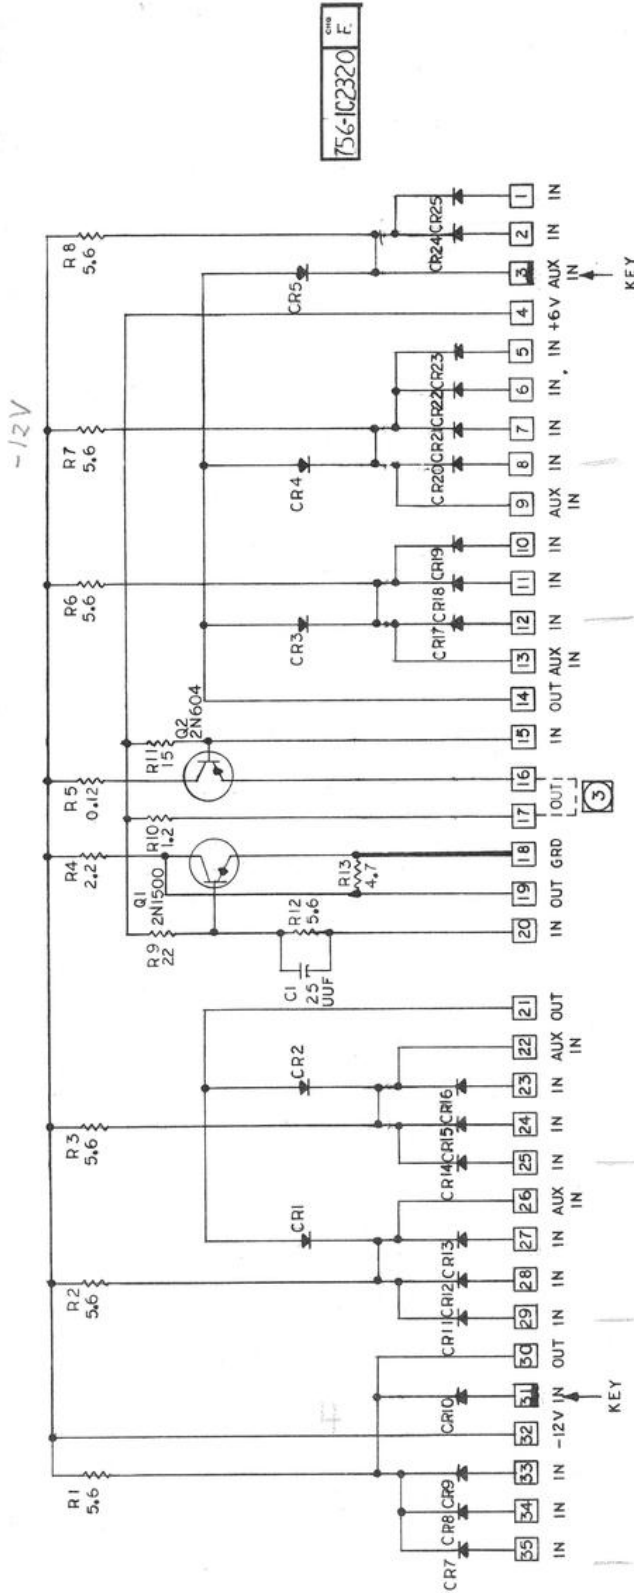 756-1C2320
CHG
F.
-12V
R8
5.6
R7
5.6
R6
5.6
R5
0.12
R4
2.2
R3
5.6
R2
5.6
R1
5.6
R11
15
Q2
2N604
R10
1.2
Q1
2N1500
R9
22
R13
4.7
R12
5.6
C1
25
UUF
CR5
CR4
CR3
CR2
CR1
CR25
CR24
CR23
CR22
CR21
CR20
CR19
CR18
CR17
CR16
CR15
CR14
CR13
CR12
CR11
CR10
CR9
CR8
CR7
1 IN
2 IN
3 AUX IN
KEY
4 +6V
5 IN
6 IN
7 IN
8 IN
9 AUX IN
10 IN
11 IN
12 IN
13 AUX IN
14 OUT
15 IN
16
OUT
17
3
18 GRD
19 OUT
20 IN
21 OUT
22 AUX IN
23 IN
24 IN
25 IN
26 AUX IN
27 IN
28 IN
29 IN
30 OUT
31 IN
KEY
32 -12V
33 IN
34 IN
35 IN